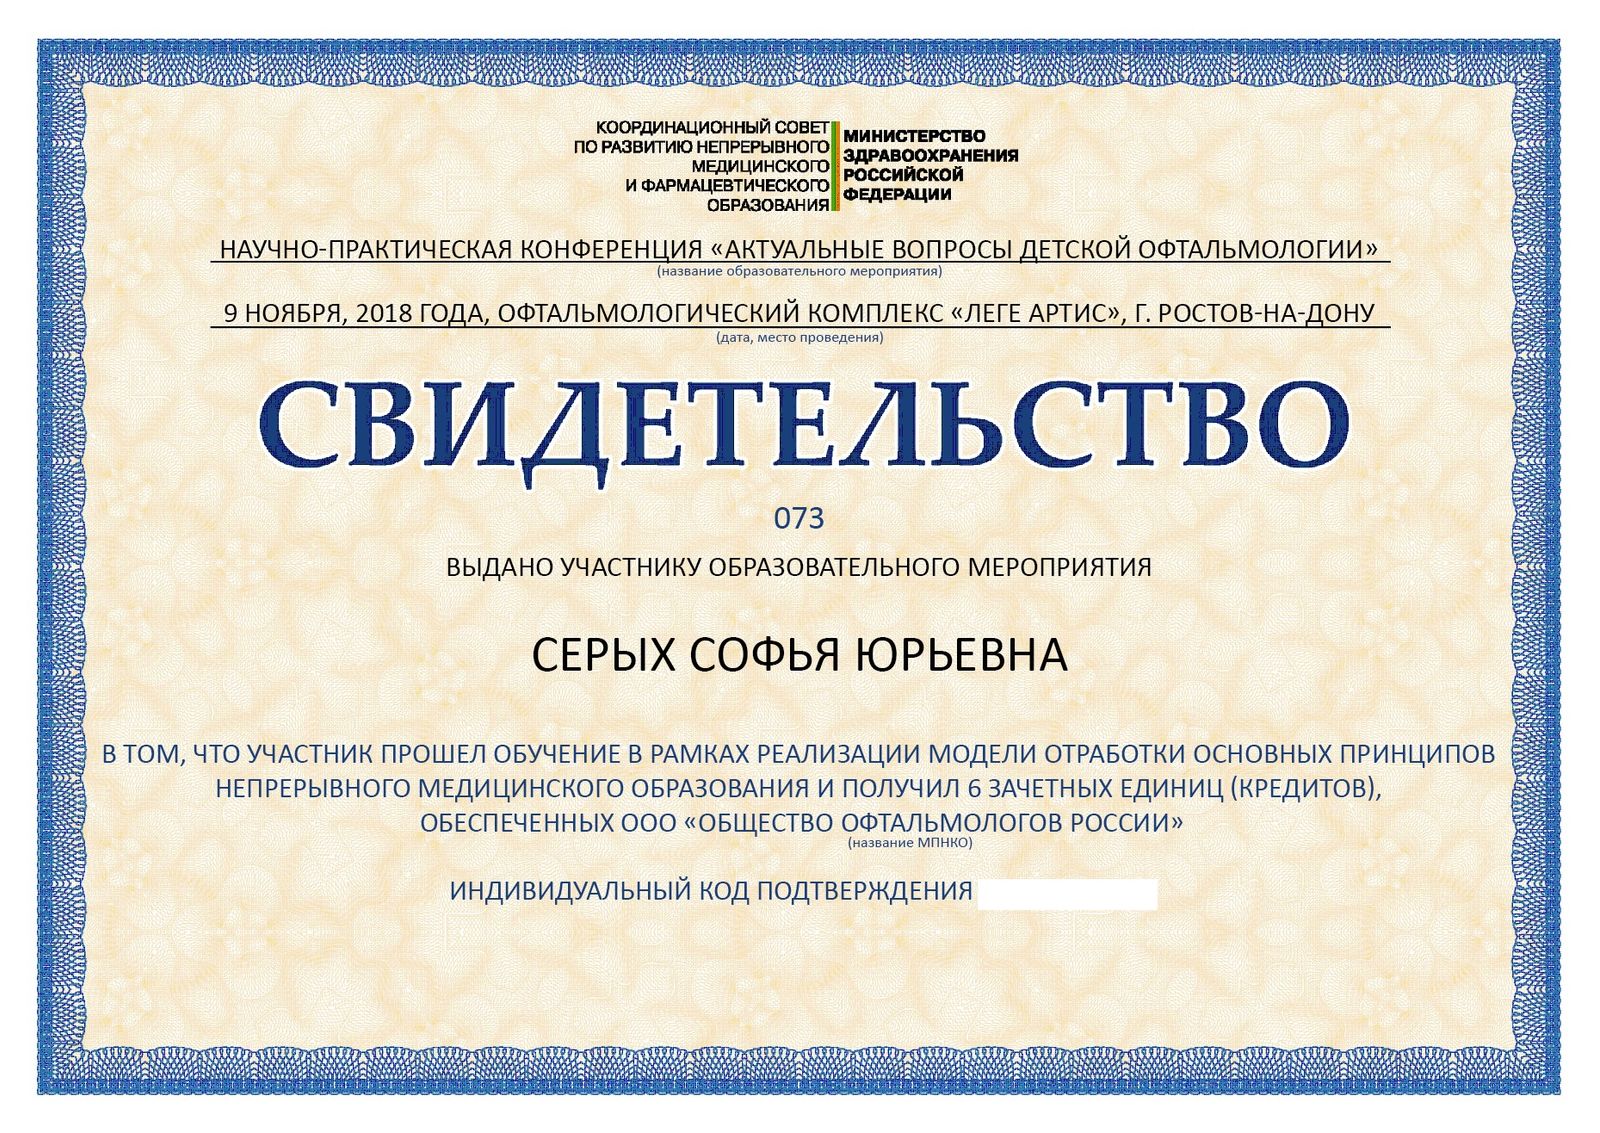 КООРДИНАЦИОННЫЙ СОВЕТ
ПО РАЗВИТИЮ НЕПРЕРЫВНОГО
МЕДИЦИНСКОГО
И ФАРМАЦЕВТИЧЕСКОГО
ОБРАЗОВАНИЯ
МИНИСТЕРСТВО
ЗДРАВООХРАНЕНИЯ
РОССИЙСКОЙ
ФЕДЕРАЦИИ
НАУЧНО-ПРАКТИЧЕСКАЯ КОНФЕРЕНЦИЯ «АКТУАЛЬНЫЕ ВОПРОСЫ ДЕТСКОЙ ОФТАЛЬМОЛОГИИ»
(название образовательного мероприятия)
9 НОЯБРЯ, 2018 ГОДА, ОФТАЛЬМОЛОГИЧЕСКИЙ КОМПЛЕКС «ЛЕГЕ АРТИС», Г. РОСТОВ-НА-ДОНУ
(дата, место проведения)
СВИДЕТЕЛЬСТВО
073
ВЫДАНО УЧАСТНИКУ ОБРАЗОВАТЕЛЬНОГО МЕРОПРИЯТИЯ
СЕРЫХ СОФЬЯ ЮРЬЕВНА
В ТОМ, ЧТО УЧАСТНИК ПРОШЕЛ ОБУЧЕНИЕ В РАМКАХ РЕАЛИЗАЦИИ МОДЕЛИ ОТРАБОТКИ ОСНОВНЫХ ПРИНЦИПОВ
НЕПРЕРЫВНОГО МЕДИЦИНСКОГО ОБРАЗОВАНИЯ И ПОЛУЧИЛ 6 ЗАЧЕТНЫХ ЕДИНИЦ (КРЕДИТОВ),
ОБЕСПЕЧЕННЫХ ООО «ОБЩЕСТВО ОФТАЛЬМОЛОГОВ РОССИИ»
(название МПНКО)
ИНДИВИДУАЛЬНЫЙ КОД ПОДТВЕРЖДЕНИЯ